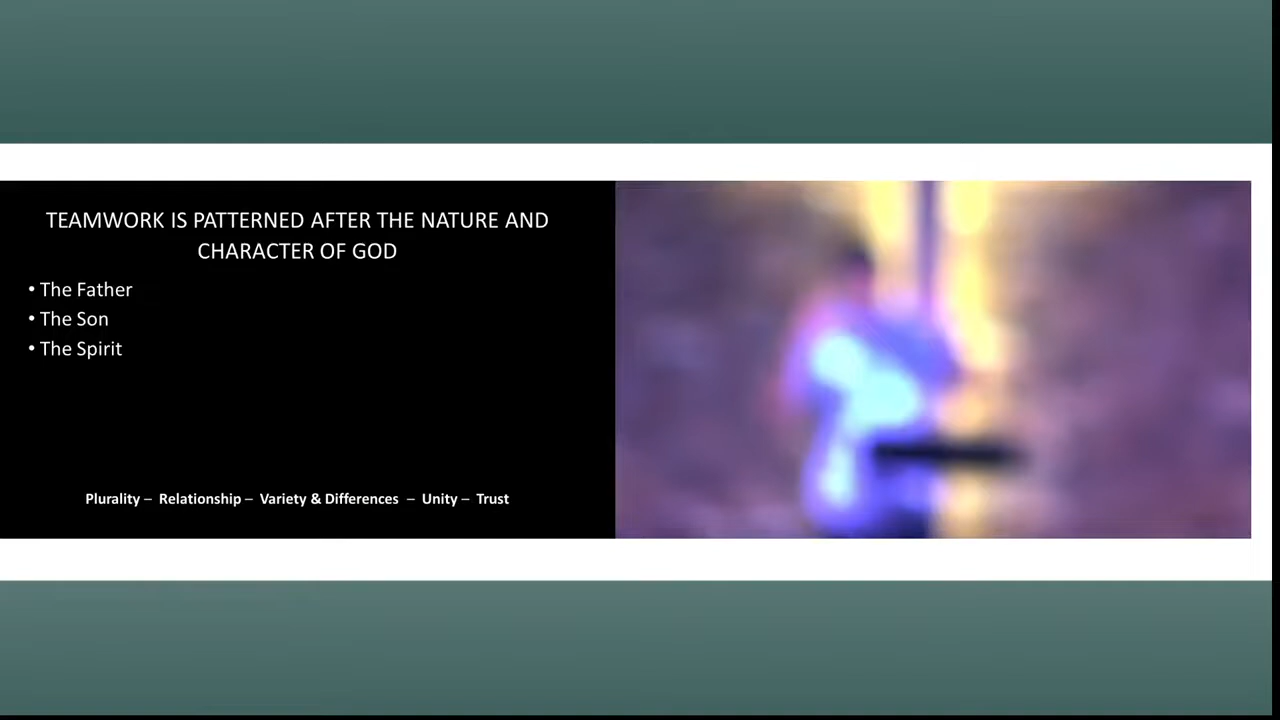 TEAMWORK IS PATTERNED AFTER THE NATURE AND
CHARACTER OF GOD
• The Father
• The Son
• The Spirit
Plurality – Relationship – Variety & Differences – Unity – Trust